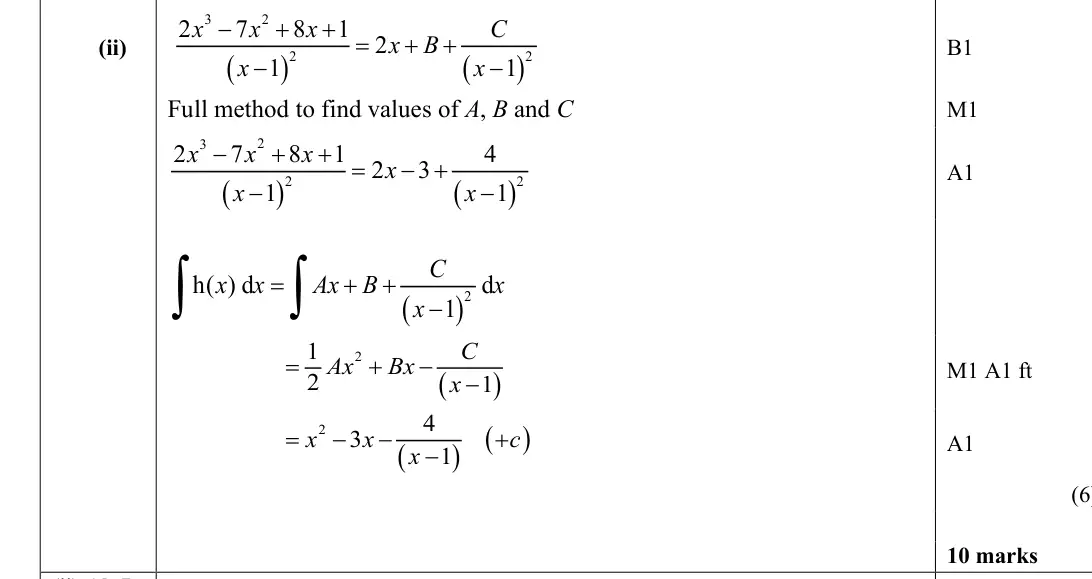 (ii) (2x³ − 7x² + 8x + 1)/(x−1)² = 2x + B + C/(x−1)² B1
Full method to find values of A, B and C M1
(2x³ − 7x² + 8x + 1)/(x−1)² = 2x − 3 + 4/(x−1)² A1
∫ h(x) dx = ∫ Ax + B + C/(x−1)² dx
= 1/2 Ax² + Bx − C/(x−1) M1 A1 ft
= x² − 3x − 4/(x−1) (+c) A1
(6)
10 marks